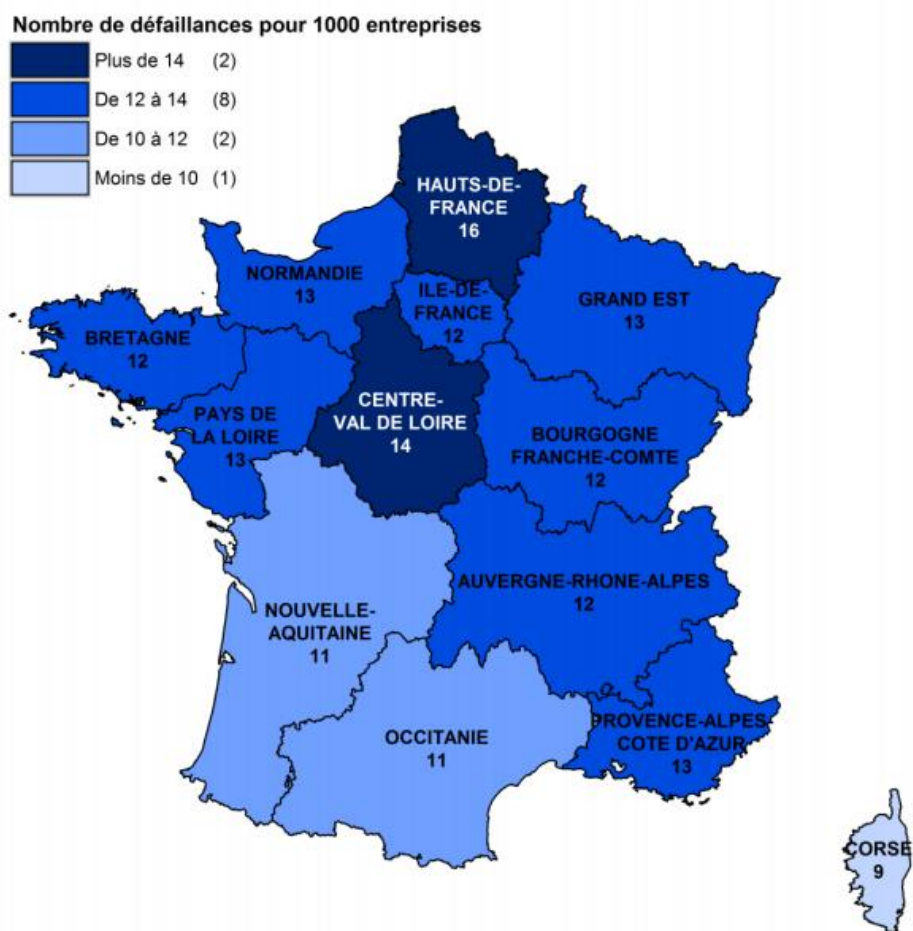 Nombre de défaillances pour 1000 entreprises
Plus de 14 (2)
De 12 à 14 (8)
De 10 à 12 (2)
Moins de 10 (1)
HAUTS-DE-
FRANCE
16
NORMANDIE
13
ILE-DE-
FRANCE
12
GRAND EST
13
BRETAGNE
12
PAYS DE
LA LOIRE
13
CENTRE-
VAL DE LOIRE
14
BOURGOGNE
FRANCHE-COMTE
12
AUVERGNE-RHONE-ALPES
12
NOUVELLE-
AQUITAINE
11
OCCITANIE
11
PROVENCE-ALPES
COTE D'AZUR
13
CORSE
9